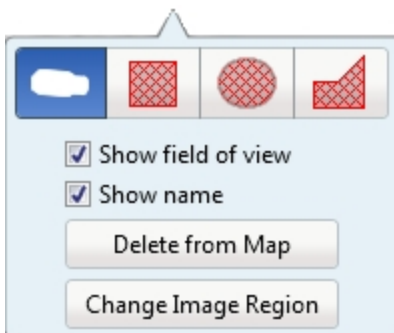 Show field of view
Show name
Delete from Map
Change Image Region